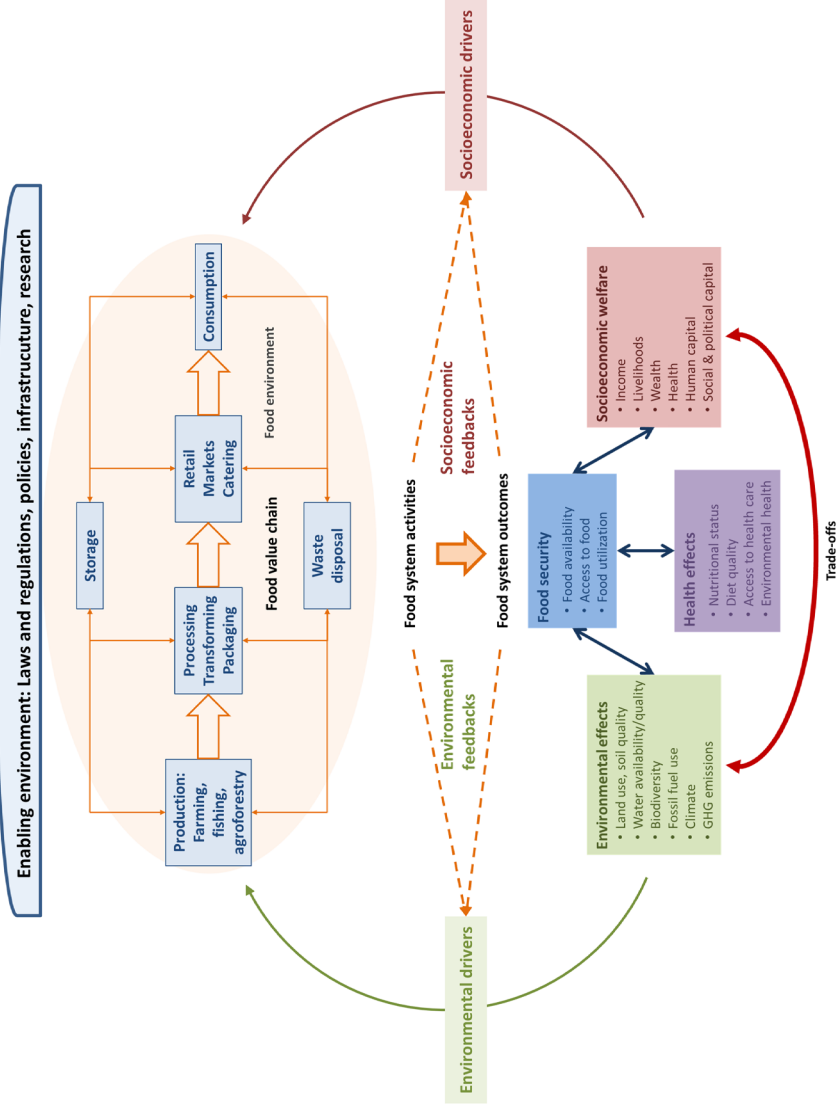 Enabling environment: Laws and regulations, policies, infrastrucuture, research
Storage
Production:
Farming,
fishing,
agroforestry
Processing
Transforming
Packaging
Retail
Markets
Catering
Consumption
Food value chain
Food environment
Waste
disposal
Food system activities
Environmental
feedbacks
Socioeconomic
feedbacks
Environmental drivers
Socioeconomic drivers
Food system outcomes
Food security
• Food availability
• Access to food
• Food utilization
Environmental effects
• Land use, soil quality
• Water availability/quality
• Biodiversity
• Fossil fuel use
• Climate
• GHG emissions
Socioeconomic welfare
• Income
• Livelihoods
• Wealth
• Health
• Human capital
• Social & political capital
Health effects
• Nutritional status
• Diet quality
• Access to health care
• Environmental health
Trade-offs